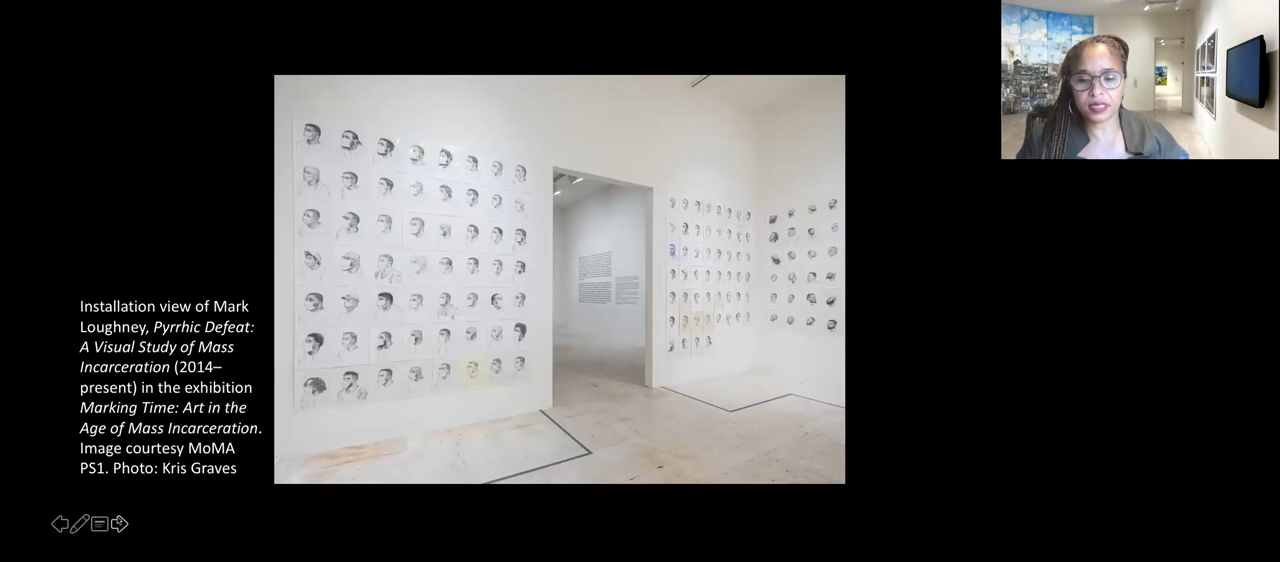 Installation view of Mark
Loughney, Pyrrhic Defeat:
A Visual Study of Mass
Incarceration (2014–
present) in the exhibition
Marking Time: Art in the
Age of Mass Incarceration.
Image courtesy MoMA
PS1. Photo: Kris Graves